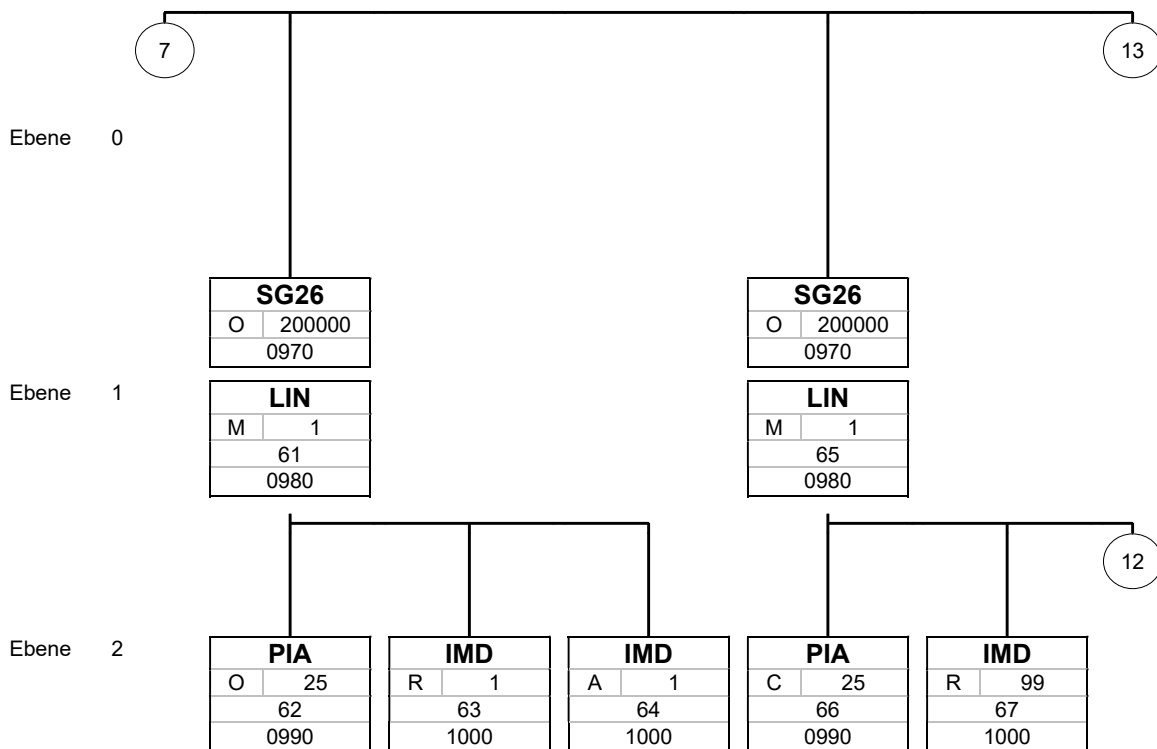 7 13
Ebene 0
SG26 SG26
O 200000 O 200000
0970 0970
Ebene 1 LIN LIN
M 1 M 1
61 65
0980 0980
12
Ebene 2 PIA IMD IMD PIA IMD
O 25 R 1 A 1 C 25 R 99
62 63 64 66 67
0990 1000 1000 0990 1000